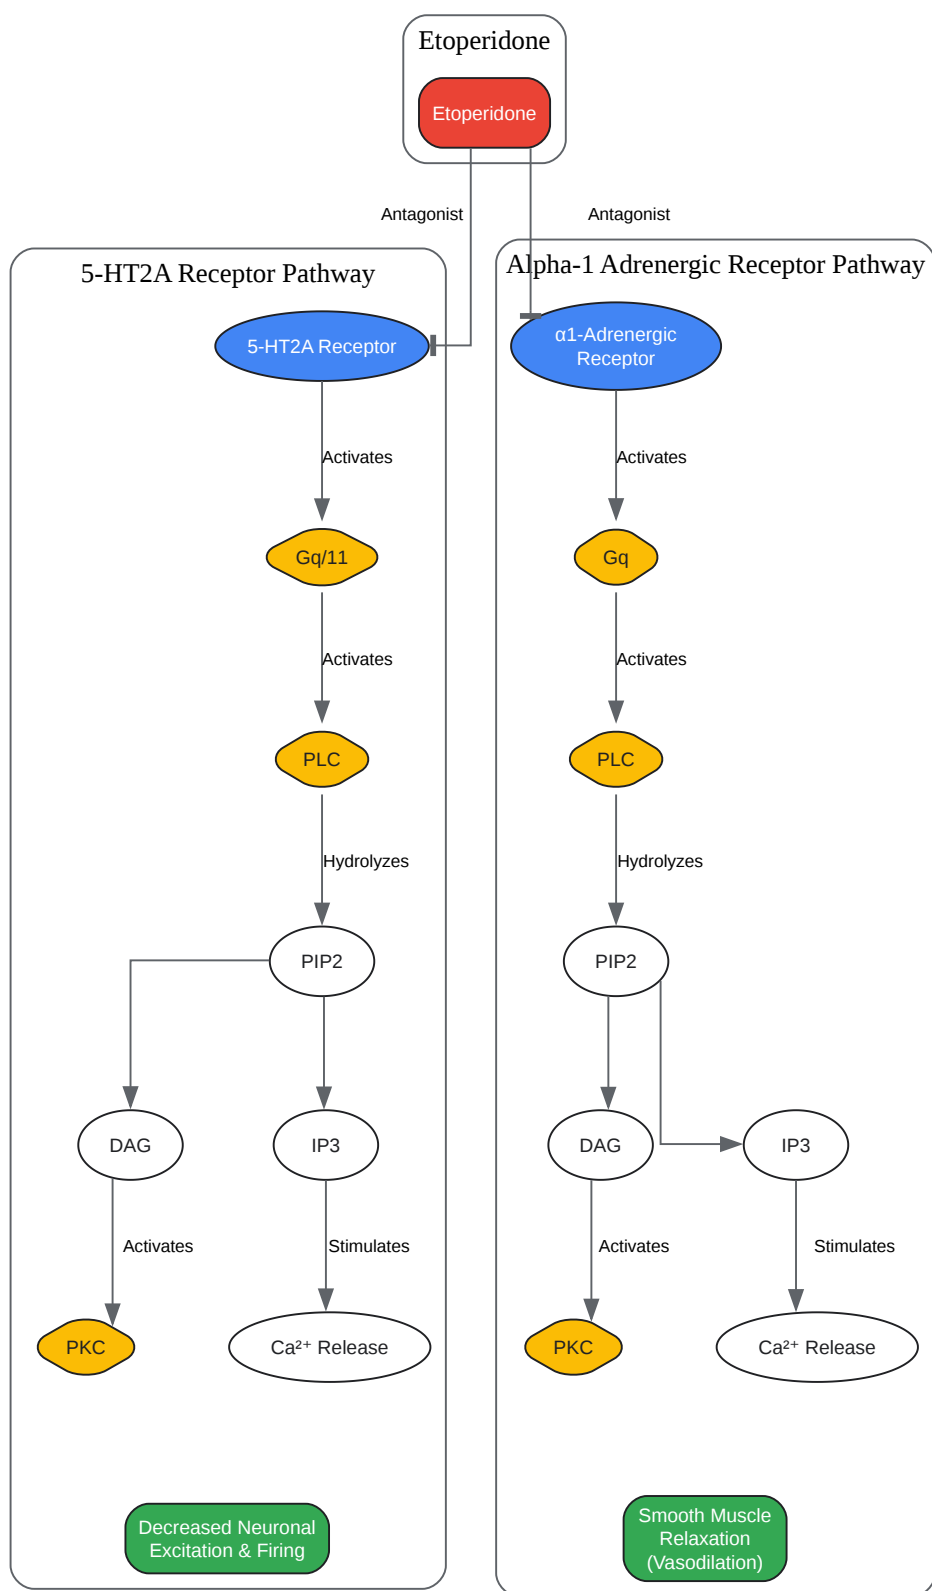 Etoperidone
Etoperidone
Antagonist
Antagonist
5-HT2A Receptor Pathway
5-HT2A Receptor
Activates
Gq/11
Activates
PLC
Hydrolyzes
PIP2
DAG
IP3
Activates
Stimulates
PKC
Ca²⁺ Release
Decreased Neuronal
Excitation & Firing
Alpha-1 Adrenergic Receptor Pathway
α1-Adrenergic
Receptor
Activates
Gq
Activates
PLC
Hydrolyzes
PIP2
DAG
IP3
Activates
Stimulates
PKC
Ca²⁺ Release
Smooth Muscle
Relaxation
(Vasodilation)